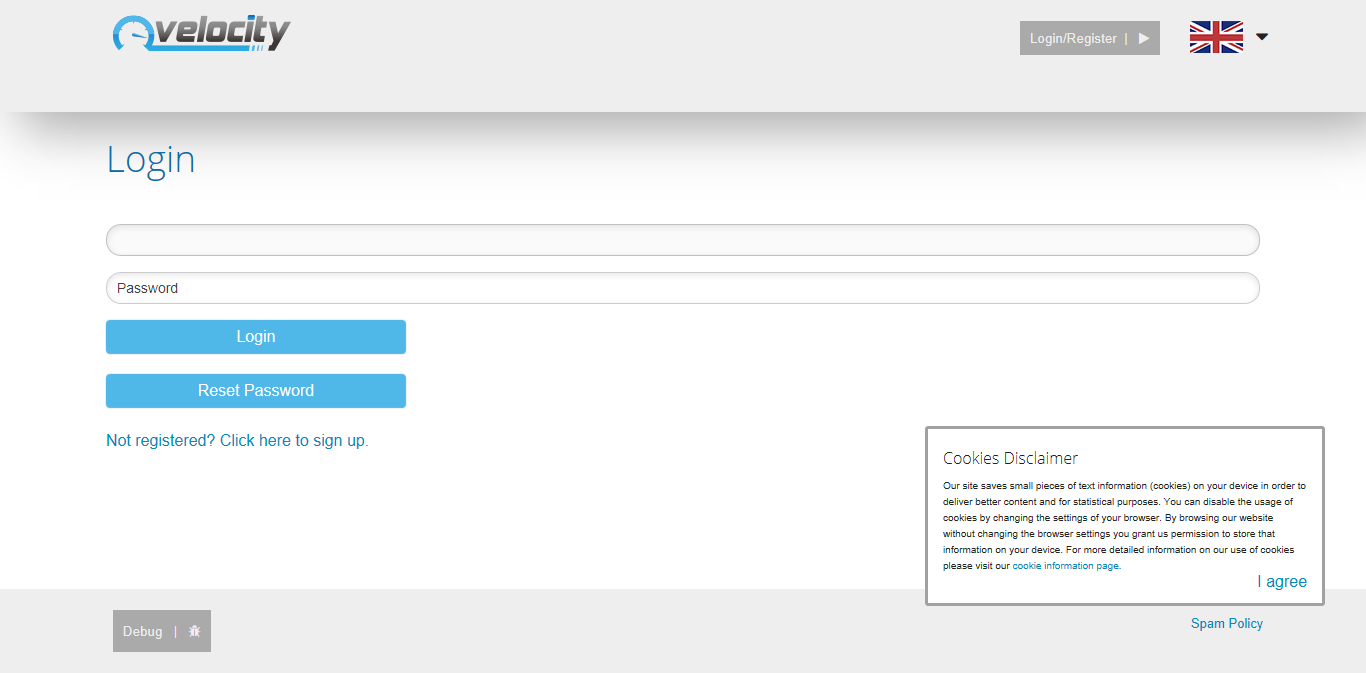 velocity
Login/Register |
Login
Password
Login
Reset Password
Not registered? Click here to sign up.
Cookies Disclaimer
Our site saves small pieces of text information (cookies) on your device in order to
deliver better content and for statistical purposes. You can disable the usage of
cookies by changing the settings of your browser. By browsing our website
without changing the browser settings you grant us permission to store that
information on your device. For more detailed information on our use of cookies
please visit our cookie information page.
I agree
Debug |
Spam Policy